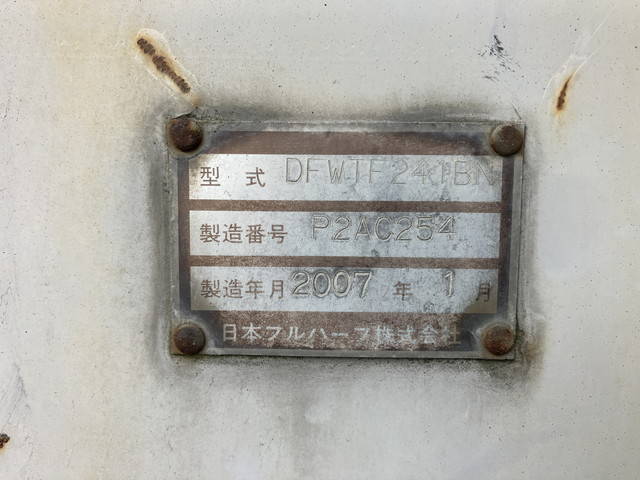 型式 DFWTF241BN
製造番号 P2AC254
製造年月 2007 年 1 月
日本フルハーフ株式会社